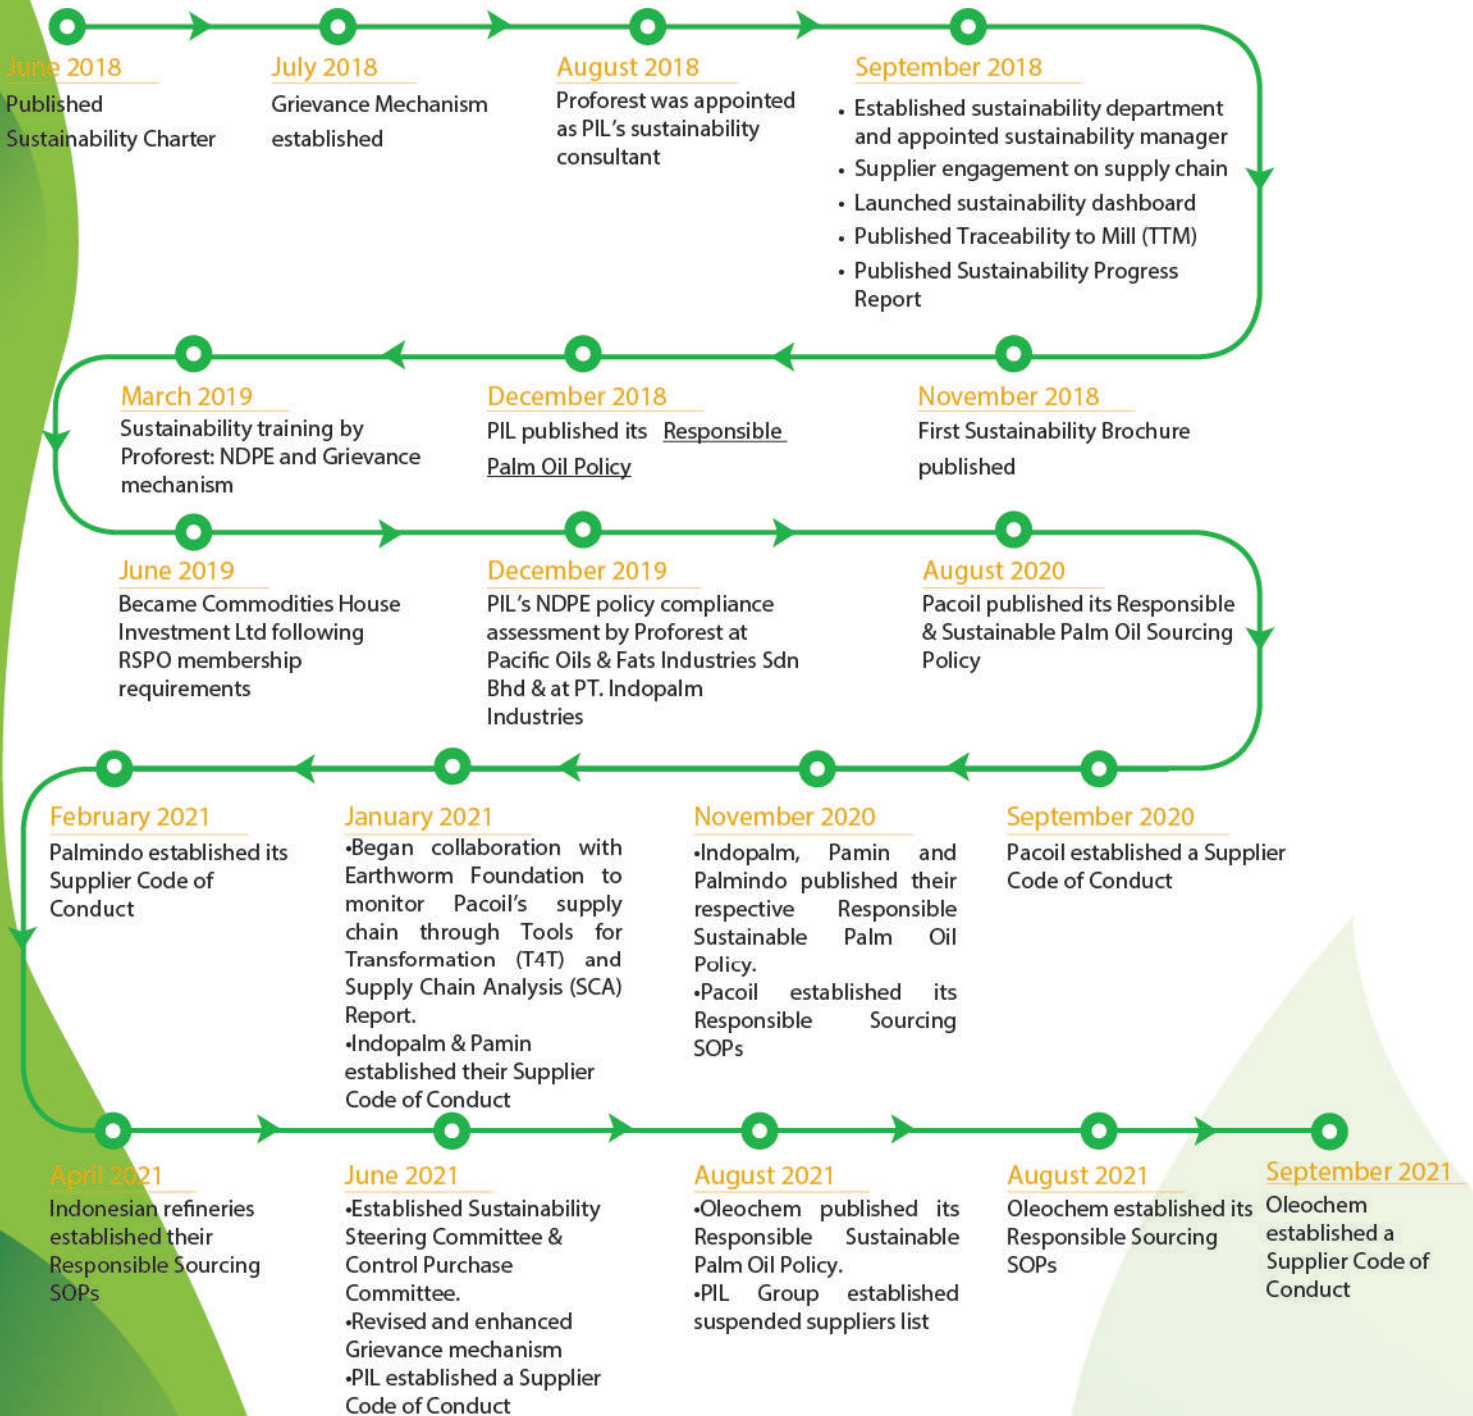 June 2018
Published
Sustainability Charter
July 2018
Grievance Mechanism
established
August 2018
Proforest was appointed
as PIL's sustainability
consultant
September 2018
• Established sustainability department
and appointed sustainability manager
• Supplier engagement on supply chain
• Launched sustainability dashboard
• Published Traceability to Mill (TTM)
• Published Sustainability Progress
Report
November 2018
First Sustainability Brochure
published
December 2018
PIL published its Responsible
Palm Oil Policy
March 2019
Sustainability training by
Proforest: NDPE and Grievance
mechanism
June 2019
Became Commodities House
Investment Ltd following
RSPO membership
requirements
December 2019
PIL's NDPE policy compliance
assessment by Proforest at
Pacific Oils & Fats Industries Sdn
Bhd & at PT. Indopalm
Industries
August 2020
Pacoil published its Responsible
& Sustainable Palm Oil Sourcing
Policy
September 2020
Pacoil established a Supplier
Code of Conduct
November 2020
•Indopalm, Pamin and
Palmindo published their
respective Responsible
Sustainable Palm Oil
Policy.
•Pacoil established its
Responsible Sourcing
SOPs
January 2021
•Began collaboration with
Earthworm Foundation to
monitor Pacoil's supply
chain through Tools for
Transformation (T4T) and
Supply Chain Analysis (SCA)
Report.
•Indopalm & Pamin
established their Supplier
Code of Conduct
February 2021
Palmindo established its
Supplier Code of
Conduct
April 2021
Indonesian refineries
established their
Responsible Sourcing
SOPs
June 2021
•Established Sustainability
Steering Committee &
Control Purchase
Committee.
•Revised and enhanced
Grievance mechanism
•PIL established a Supplier
Code of Conduct
August 2021
•Oleochem published its
Responsible Sustainable
Palm Oil Policy.
•PIL Group established
suspended suppliers list
August 2021
Oleochem established its
Responsible Sourcing
SOPs
September 2021
Oleochem
established a
Supplier Code of
Conduct